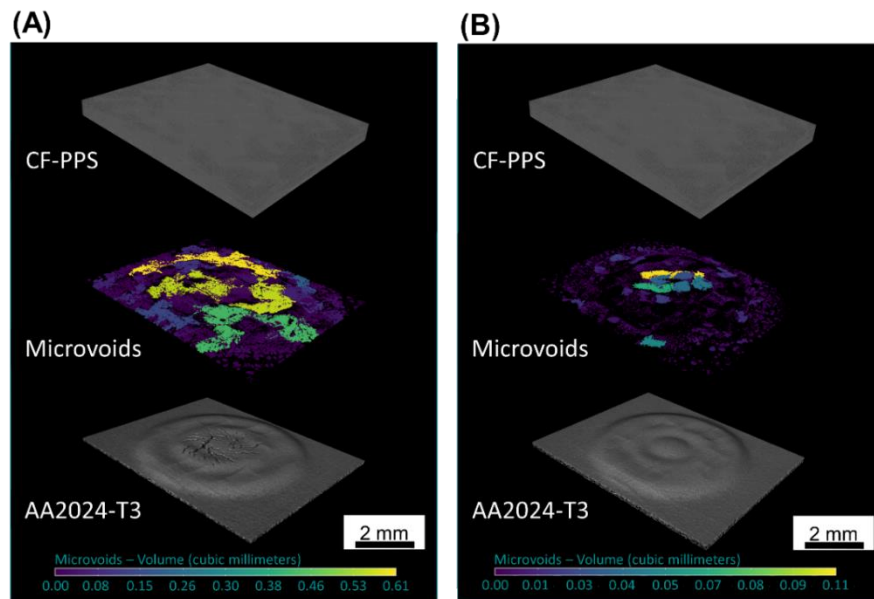 (A)
CF-PPS
Microvoids
AA2024-T3
2 mm
Microvoids – Volume (cubic millimeters)
0.00 0.08 0.15 0.26 0.30 0.38 0.46 0.53 0.61
(B)
CF-PPS
Microvoids
AA2024-T3
2 mm
Microvoids – Volume (cubic millimeters)
0.00 0.01 0.03 0.04 0.05 0.07 0.08 0.09 0.11